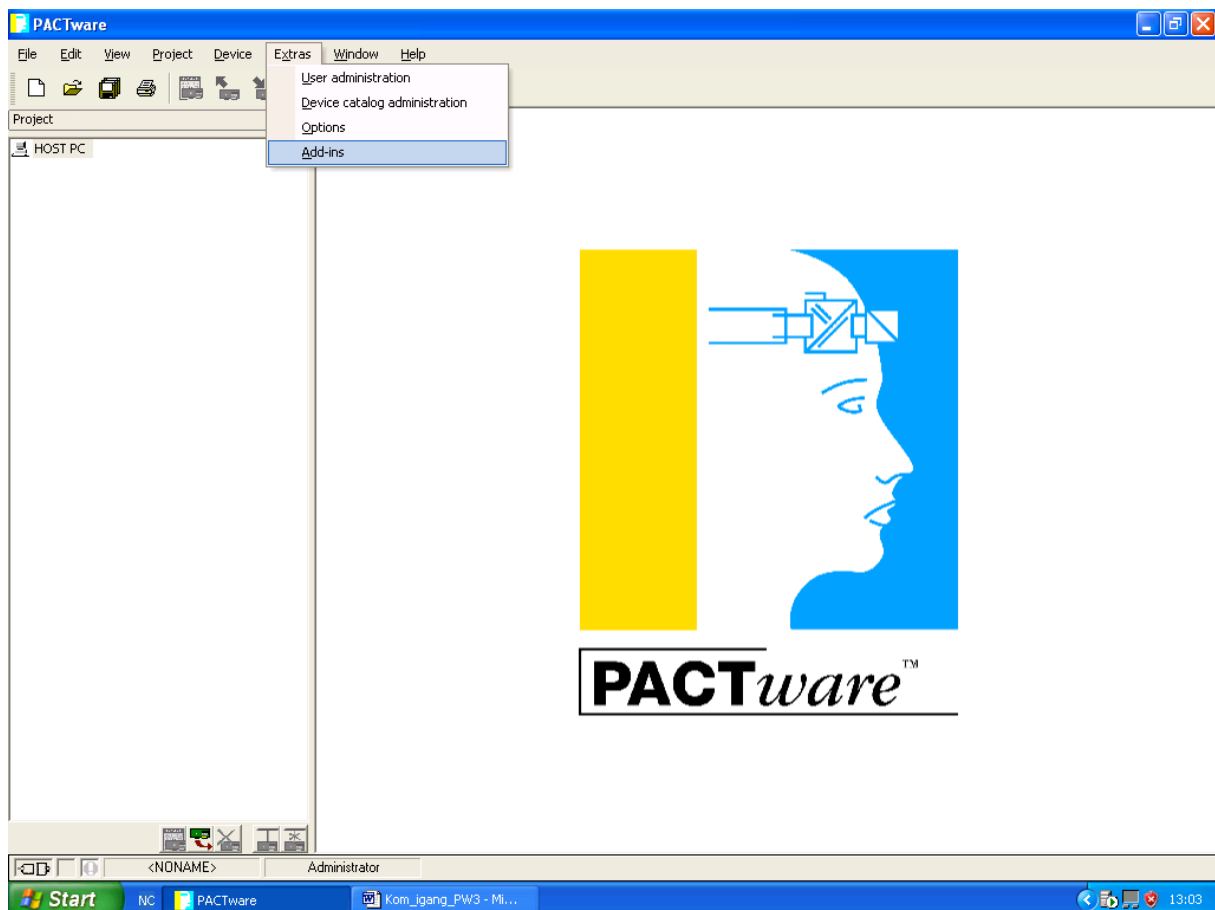 PACTware
File Edit View Project Device Extras Window Help
User administration
Device catalog administration
Options
Add-ins
Project
HOST PC
PACTware™
<NONAME> Administrator
Start NC PACTware Kom_igang_PW3 - Mi... 13:03